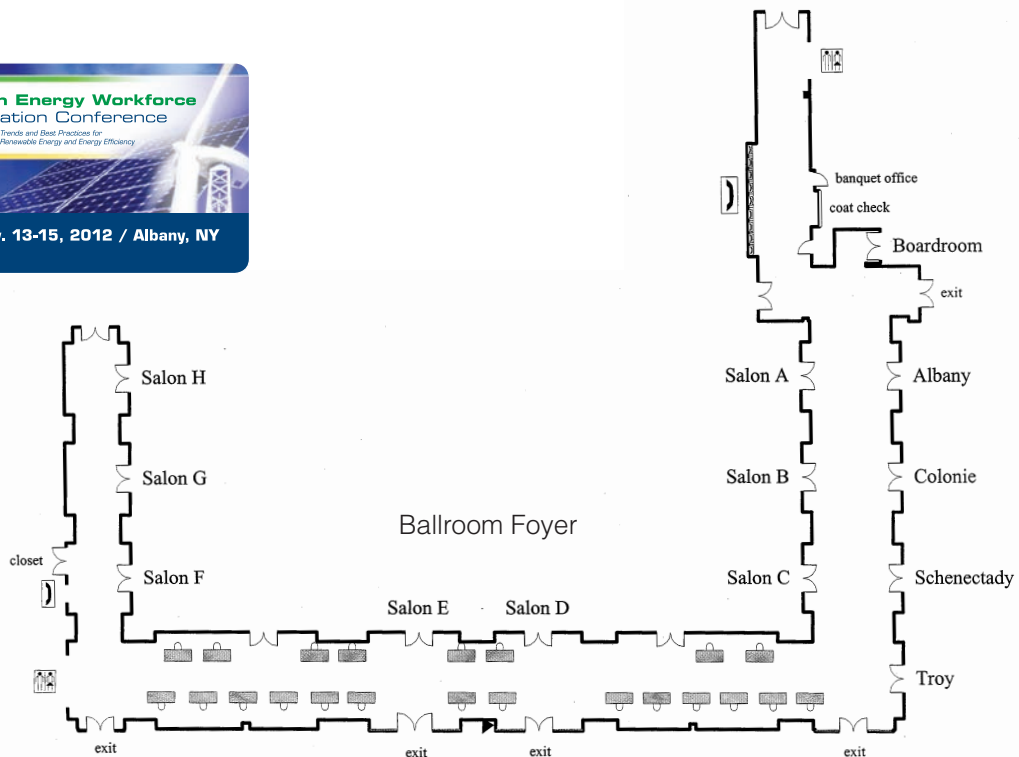 n Energy Workforce
ation Conference
Trends and Best Practices for
Renewable Energy and Energy Efficiency
. 13-15, 2012 / Albany, NY
banquet office
coat check
Boardroom
exit
Salon H
Salon A
Albany
Salon G
Salon B
Colonie
Ballroom Foyer
closet
Salon F
Salon C
Schenectady
Salon E
Salon D
Troy
exit
exit
exit
exit